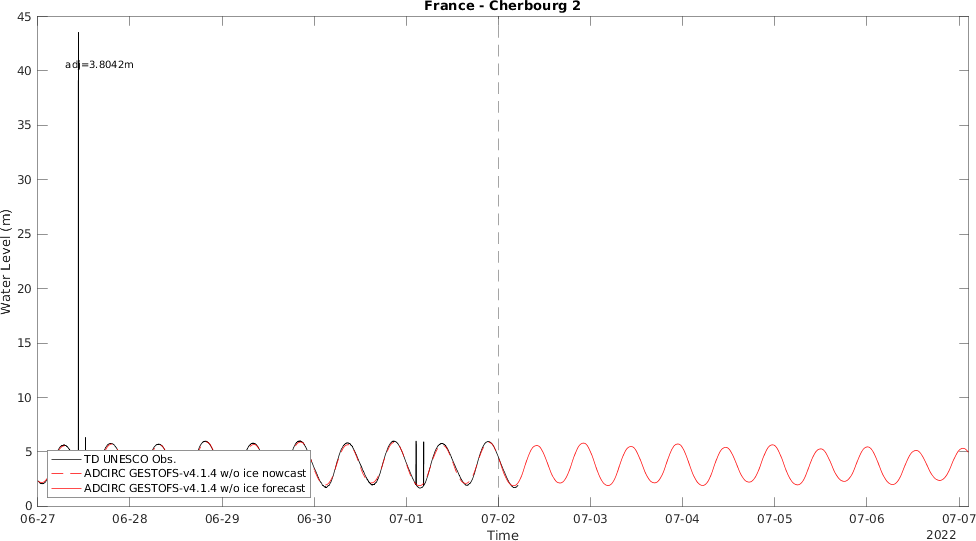 France - Cherbourg 2
45
40
35
30
25
20
15
10
5
0
Water Level (m)
adj=3.8042m
TD UNESCO Obs.
ADCIRC GESTOFS-v4.1.4 w/o ice nowcast
ADCIRC GESTOFS-v4.1.4 w/o ice forecast
06-27 06-28 06-29 06-30 07-01 07-02 07-03 07-04 07-05 07-06 07-07
Time
2022